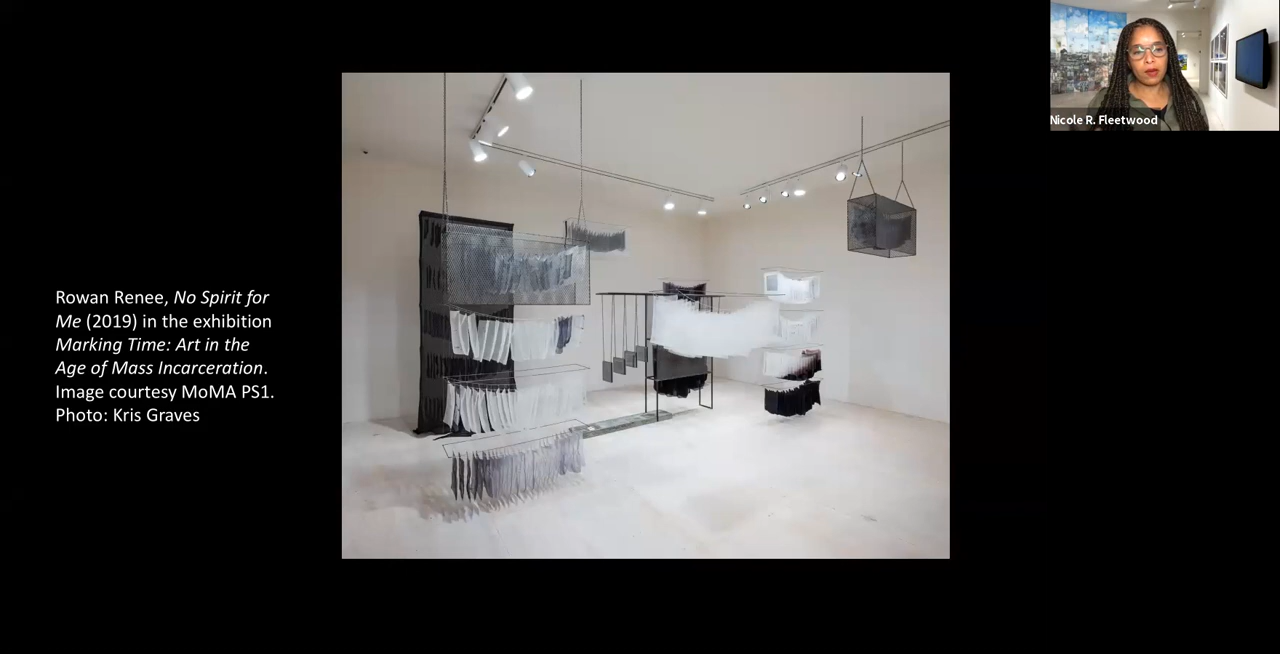 Rowan Renee, No Spirit for
Me (2019) in the exhibition
Marking Time: Art in the
Age of Mass Incarceration.
Image courtesy MoMA PS1.
Photo: Kris Graves
Nicole R. Fleetwood